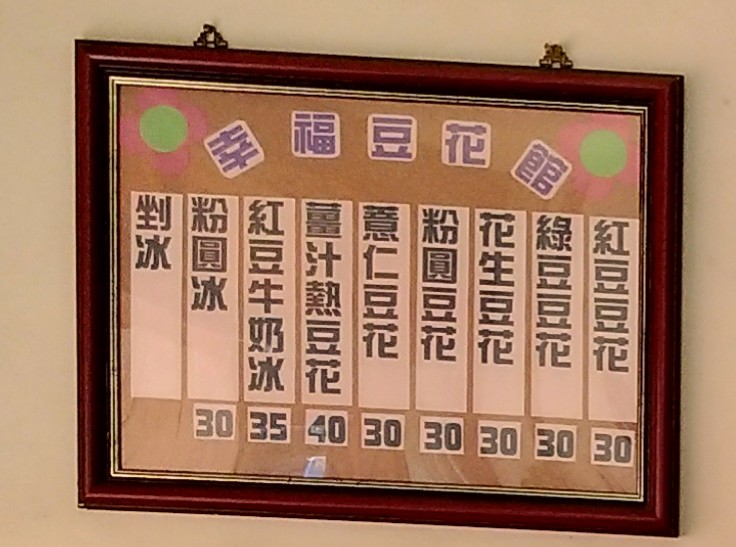 幸福豆花館
紅豆豆花
30
綠豆豆花
30
花生豆花
30
粉圓豆花
30
薏仁豆花
30
薑汁熱豆花
40
紅豆牛奶冰
35
粉圓冰
30
剉冰